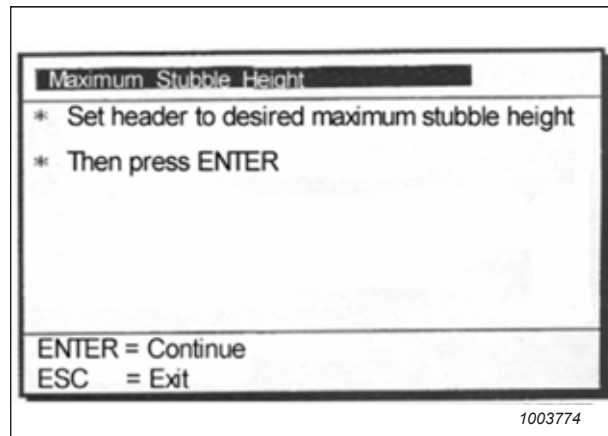 Maximum Stubble Height
* Set header to desired maximum stubble height
* Then press ENTER
ENTER = Continue
ESC = Exit
1003774